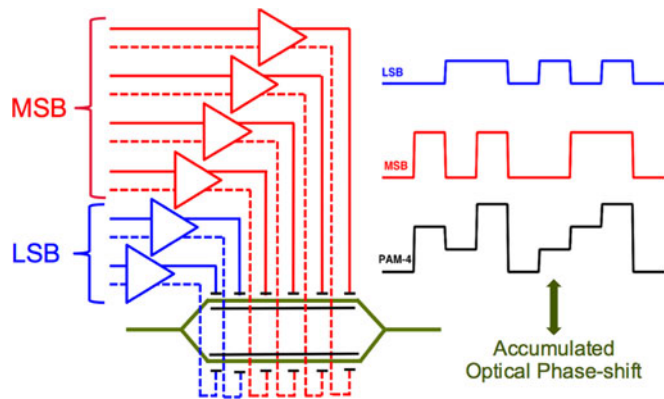 MSB
LSB
LSB
MSB
PAM-4
Accumulated
Optical Phase-shift